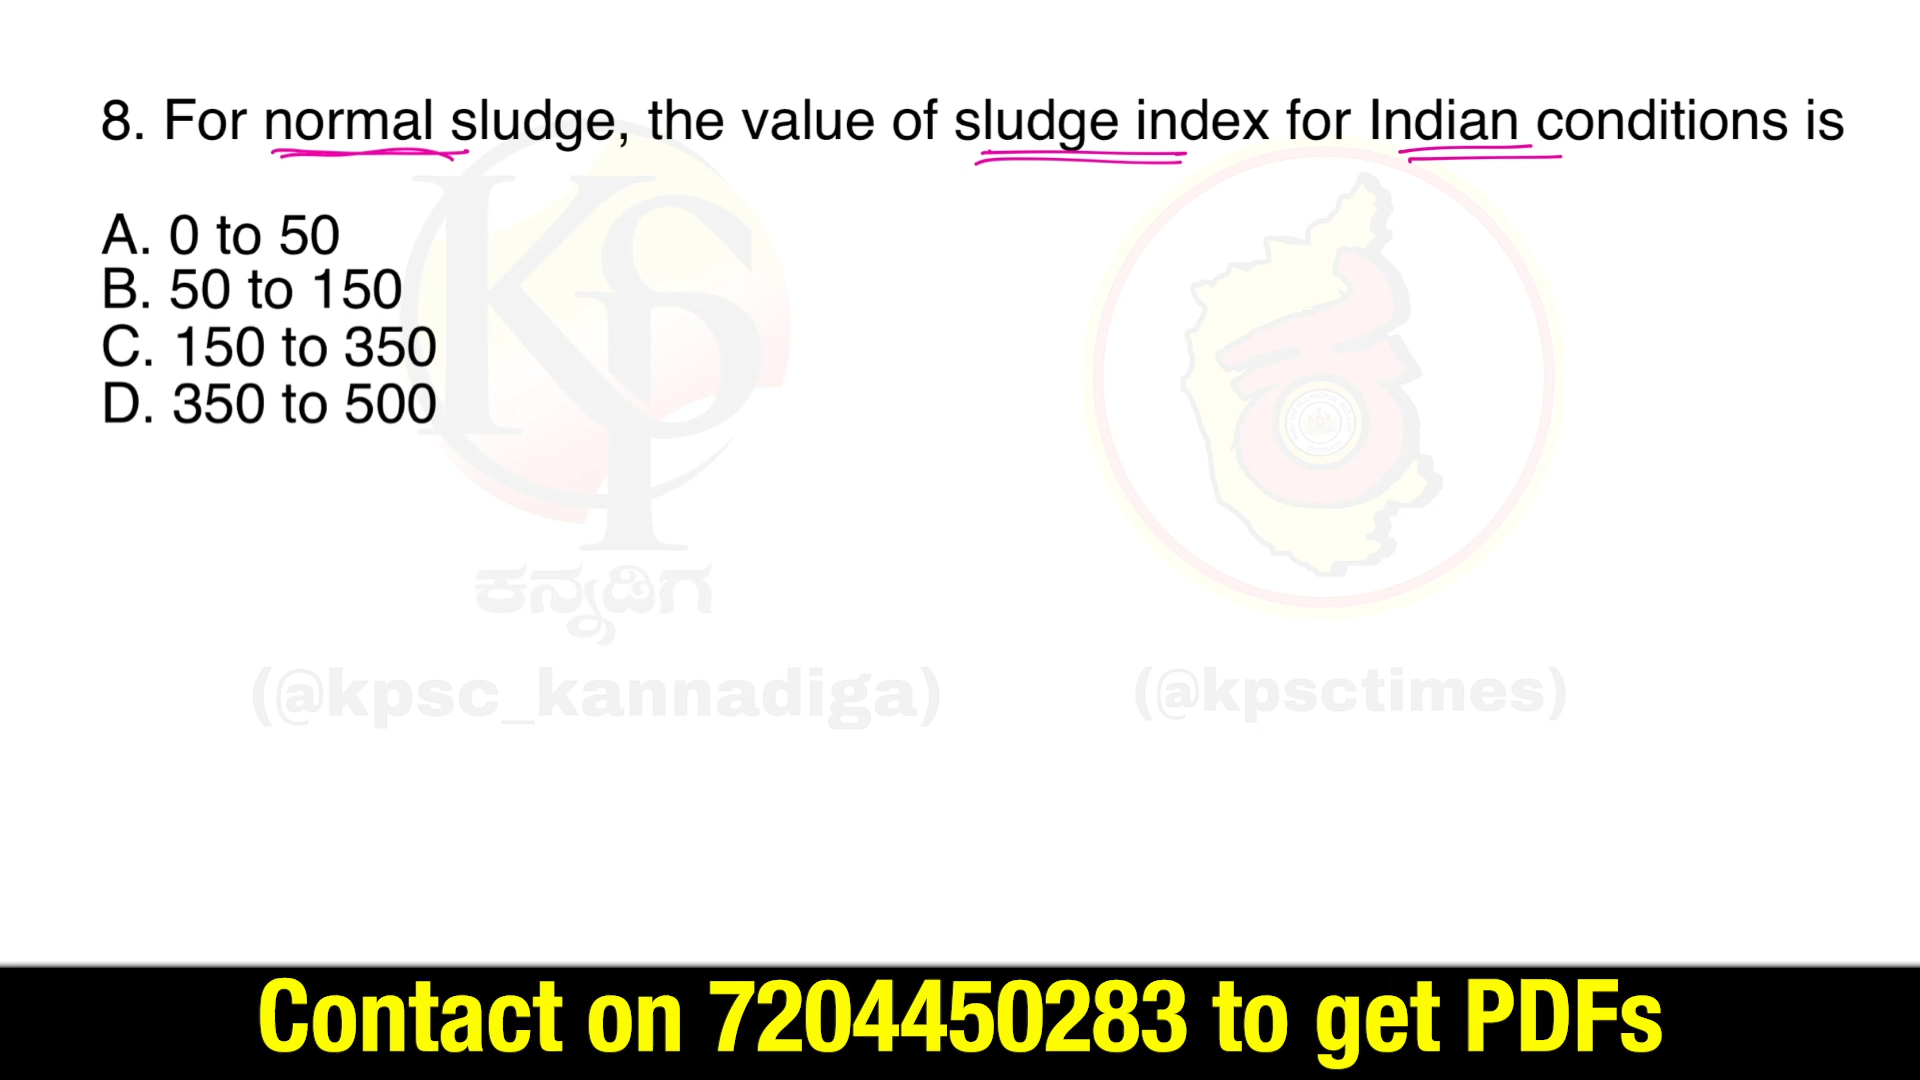 8. For normal sludge, the value of sludge index for Indian conditions is
A. 0 to 50
B. 50 to 150
C. 150 to 350
D. 350 to 500
KPS
ಕನ್ನಡಿಗ
(@kpsc_kannadiga)
(@kpsctimes)
Contact on 7204450283 to get PDFs